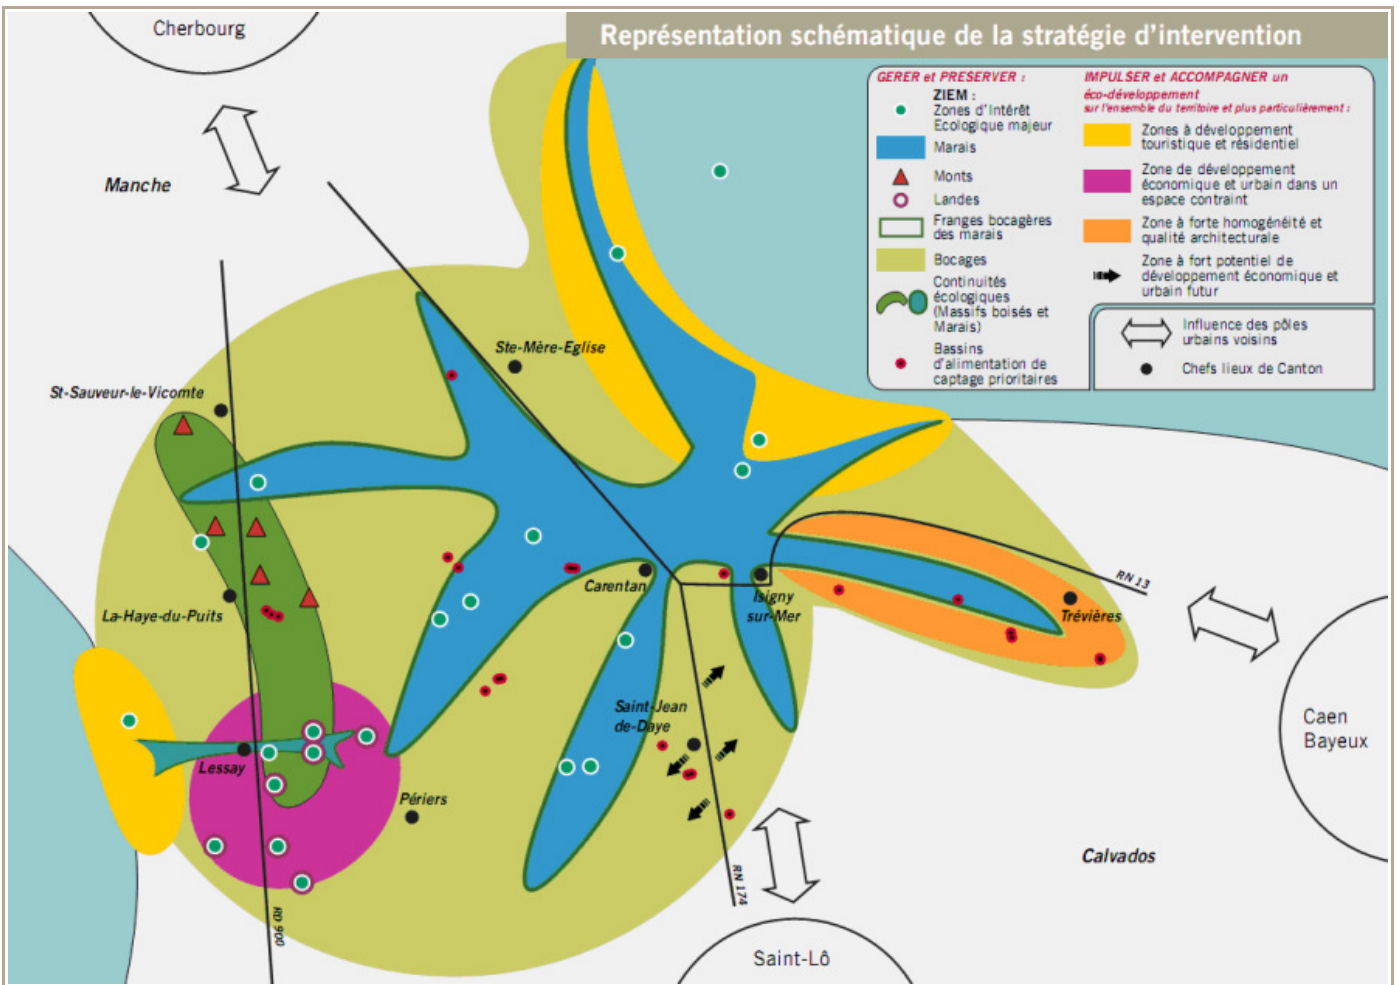 Cherbourg
Représentation schématique de la stratégie d'intervention
GERER et PRESERVER :
ZIEM :
Zones d'Intérêt
Ecologique majeur
Marais
Monts
Landes
Franges bocagères
des marais
Bocages
Continuités
écologiques
(Massifs boisés et
Marais)
Bassins
d'alimentation de
captage prioritaires
IMPULSER et ACCOMPAGNER un
éco-développement
sur l'ensemble du territoire et plus particulièrement :
Zones à développement
touristique et résidentiel
Zone de développement
économique et urbain dans un
espace contraint
Zone à forte homogénéité et
qualité architecturale
Zone à fort potentiel de
développement économique et
urbain futur
Influence des pôles
urbains voisins
Chefs lieux de Canton
Manche
Ste-Mère-Eglise
St-Sauveur-le-Vicomte
Carentan
Isigny
sur-Mer
RN 13
Trévières
La-Haye-du-Puits
Saint-Jean
de-Daye
Caen
Bayeux
Lessay
Périers
Calvados
RN 174
RD 900
Saint-Lô